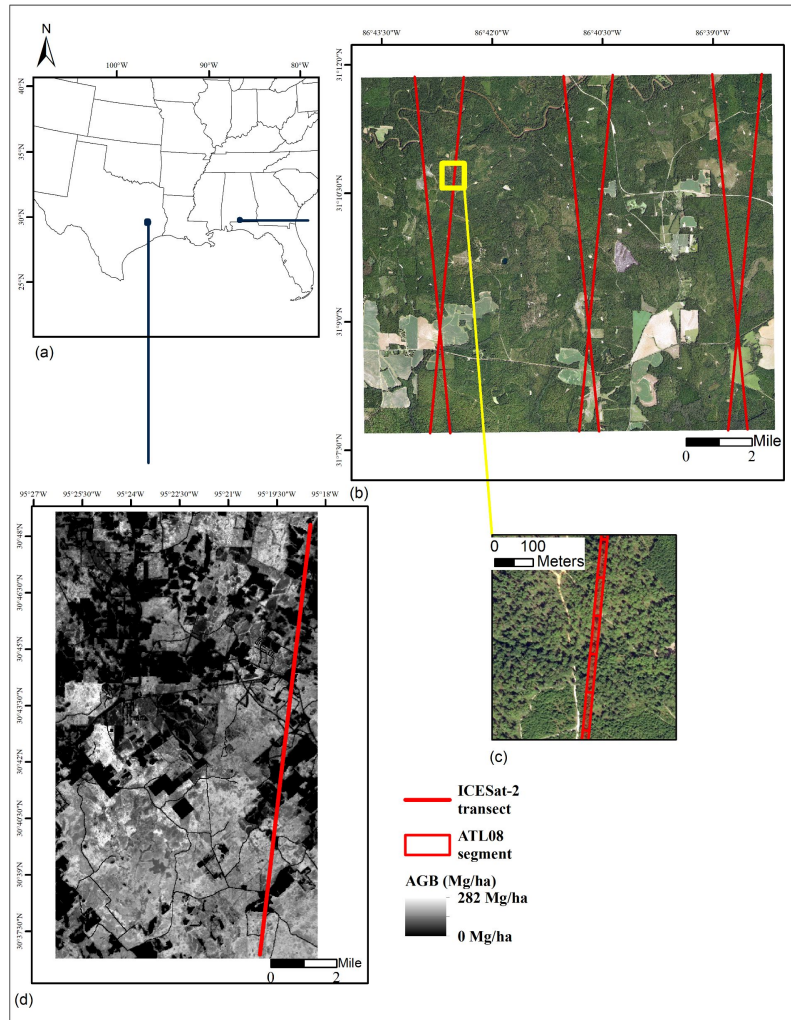 N
100°W 90°W 80°W
40°N
35°N
30°N
25°N
(a)
86°43'30"W 86°42'0"W 86°40'30"W 86°39'0"W
31°12'0"N
31°10'30"N
31°9'0"N
31°7'30"N
Mile
0 2
(b)
95°27'W 95°25'30"W 95°24'W 95°22'30"W 95°21'W 95°19'30"W 95°18'W
30°48'N
30°46'30"N
30°45'N
30°43'30"N
30°42'N
30°40'30"N
30°39'N
30°37'30"N
Mile
0 2
(d)
0 100
Meters
(c)
ICESat-2
transect
ATL08
segment
AGB (Mg/ha)
282 Mg/ha
0 Mg/ha